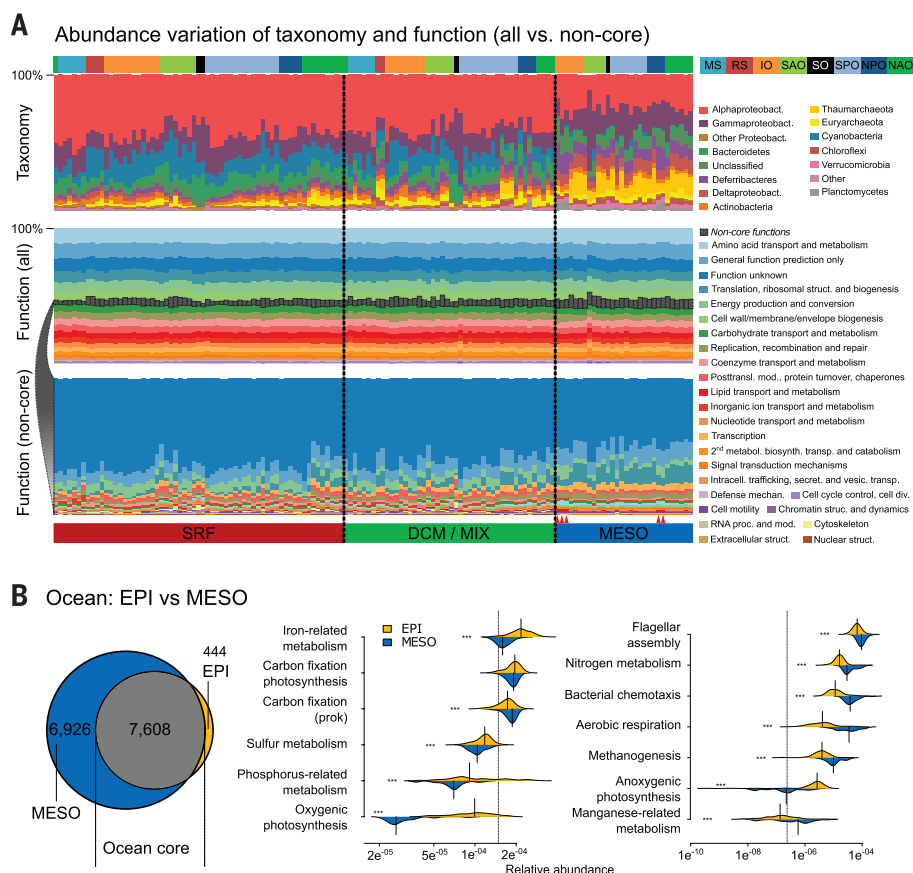 A
Abundance variation of taxonomy and function (all vs. non-core)
MS RS IO SAO SO SPO NPO NAO
100%
Taxonomy
Alphaproteobact.
Gammaproteobact.
Other Proteobact.
Bacteroidetes
Unclassified
Deferribacteres
Deltaproteobact.
Actinobacteria
Thaumarchaeota
Euryarchaeota
Cyanobacteria
Chloroflexi
Verrucomicrobia
Other
Planctomycetes
100%
Function (all)
Function (non-core)
Non-core functions
Amino acid transport and metabolism
General function prediction only
Function unknown
Translation, ribosomal struct. and biogenesis
Energy production and conversion
Cell wall/membrane/envelope biogenesis
Carbohydrate transport and metabolism
Replication, recombination and repair
Coenzyme transport and metabolism
Posttransl. mod., protein turnover, chaperones
Lipid transport and metabolism
Inorganic ion transport and metabolism
Nucleotide transport and metabolism
Transcription
2nd metabol. biosynth. transp. and catabolism
Signal transduction mechanisms
Intracell. trafficking, secret. and vesic. transp.
Defense mechan. Cell cycle control, cell div.
Cell motility Chromatin struc. and dynamics
RNA proc. and mod. Cytoskeleton
Extracellular struct. Nuclear struct.
SRF DCM / MIX MESO
B
Ocean: EPI vs MESO
444
EPI
6,926
7,608
MESO
Ocean core
EPI
MESO
Iron-related
metabolism
***
Carbon fixation
photosynthesis
Carbon fixation
(prok)
***
Sulfur metabolism
***
Phosphorus-related
metabolism
***
Oxygenic
photosynthesis
***
2e-05 5e-05 1e-04 2e-04
Flagellar
assembly
***
Nitrogen metabolism
***
Bacterial chemotaxis
***
Aerobic respiration
***
Methanogenesis
***
Anoxygenic
photosynthesis
***
Manganese-related
metabolism
***
1e-10 1e-08 1e-06 1e-04
Relative abundance